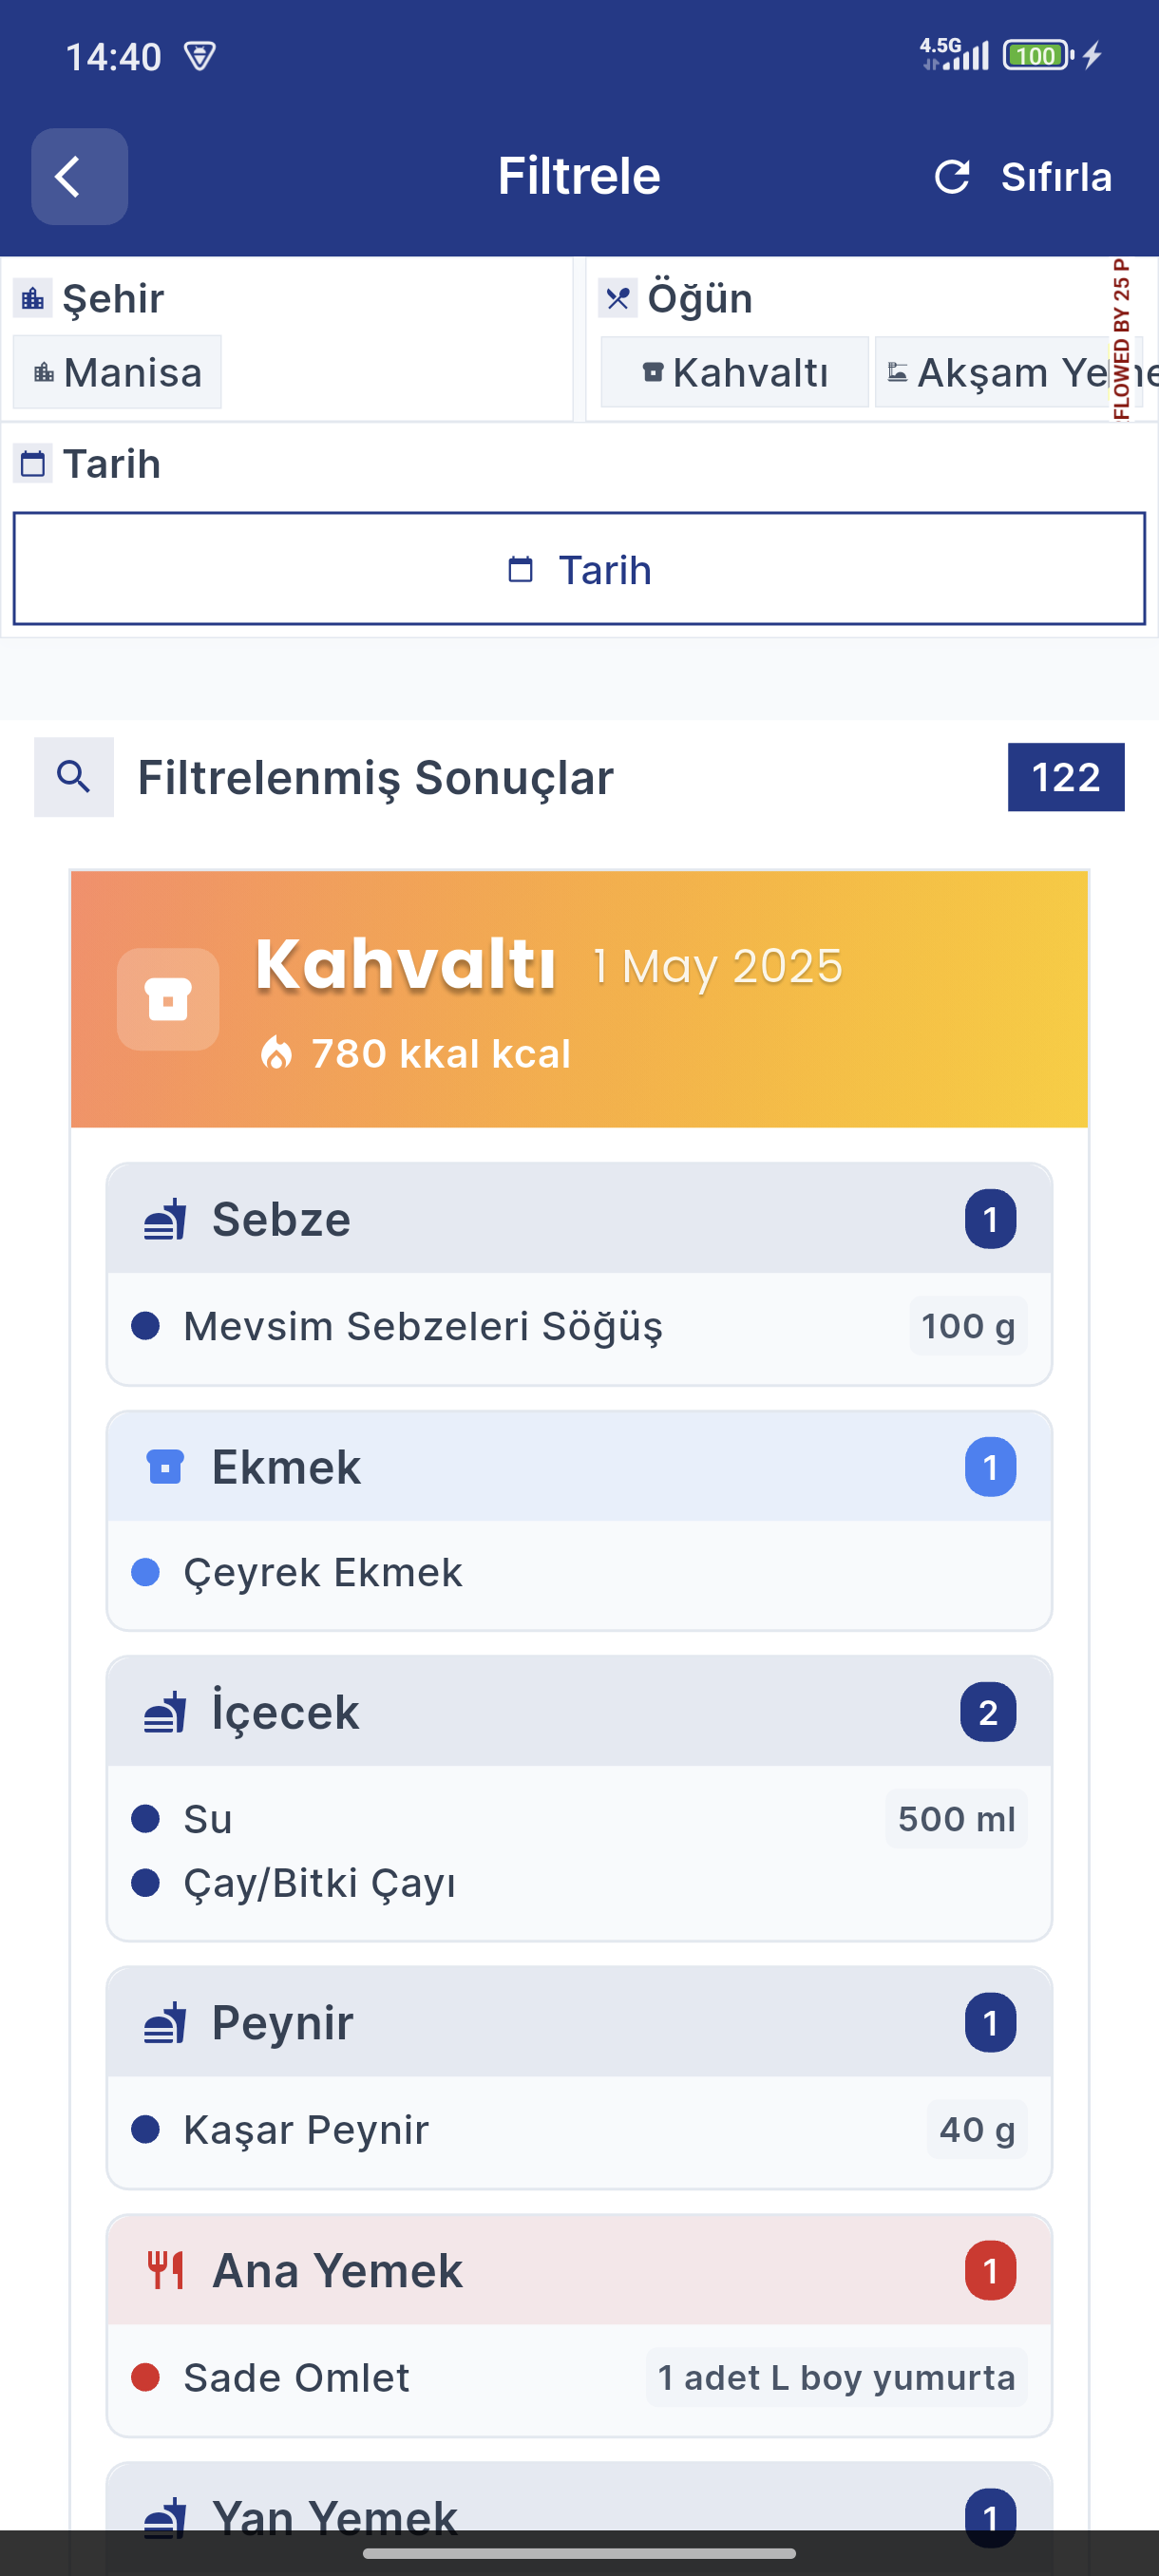 14:40
4.5G
100
Filtrele
Sıfırla
Şehir
Manisa
Öğün
Kahvaltı
Akşam Ye
FLOWED BY 25 P
Tarih
Tarih
Filtrelenmiş Sonuçlar
122
Kahvaltı 1 May 2025
780 kkal kcal
Sebze 1
Mevsim Sebzeleri Söğüş 100 g
Ekmek 1
Çeyrek Ekmek
İçecek 2
Su 500 ml
Çay/Bitki Çayı
Peynir 1
Kaşar Peynir 40 g
Ana Yemek 1
Sade Omlet 1 adet L boy yumurta
Yan Yemek 1